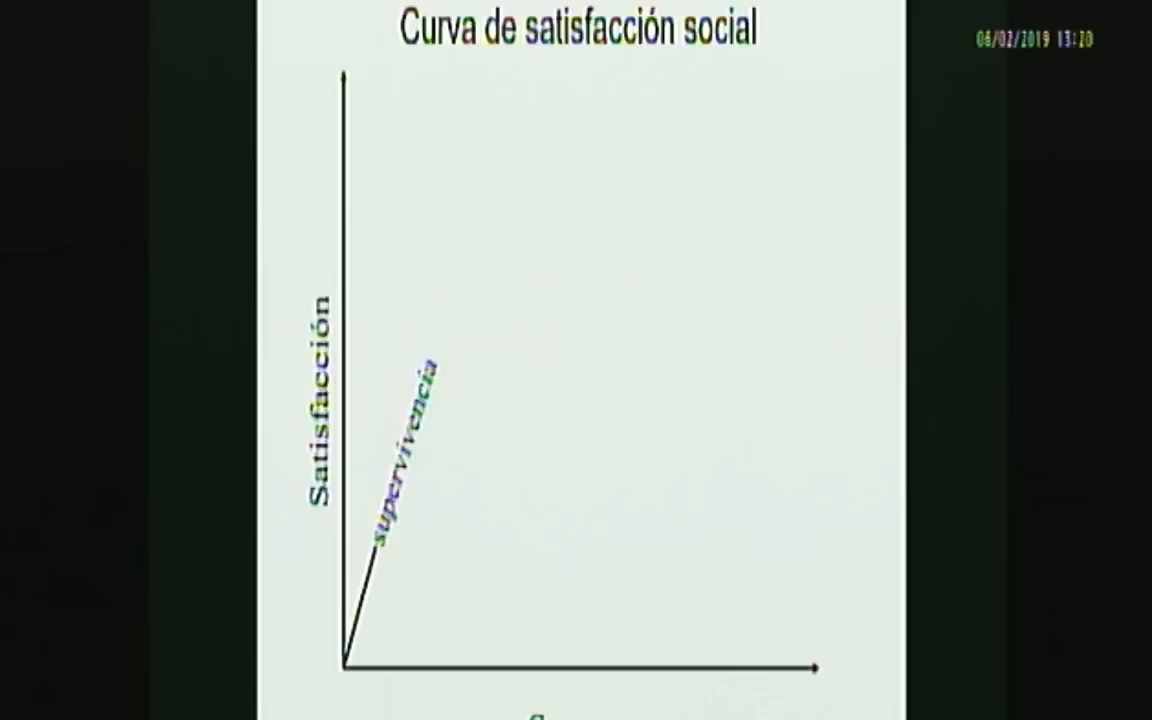 Curva de satisfacción social
06/02/2019 13:20
Satisfacción
supervivencia